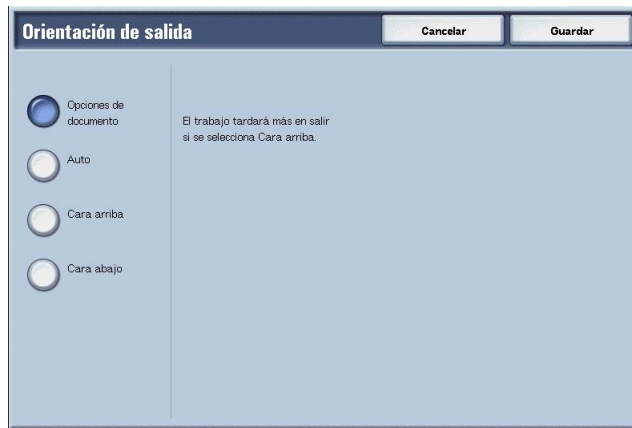 Orientación de salida
Cancelar
Guardar
Opciones de
documento
Auto
Cara arriba
Cara abajo
El trabajo tardará más en salir
si se selecciona Cara arriba.